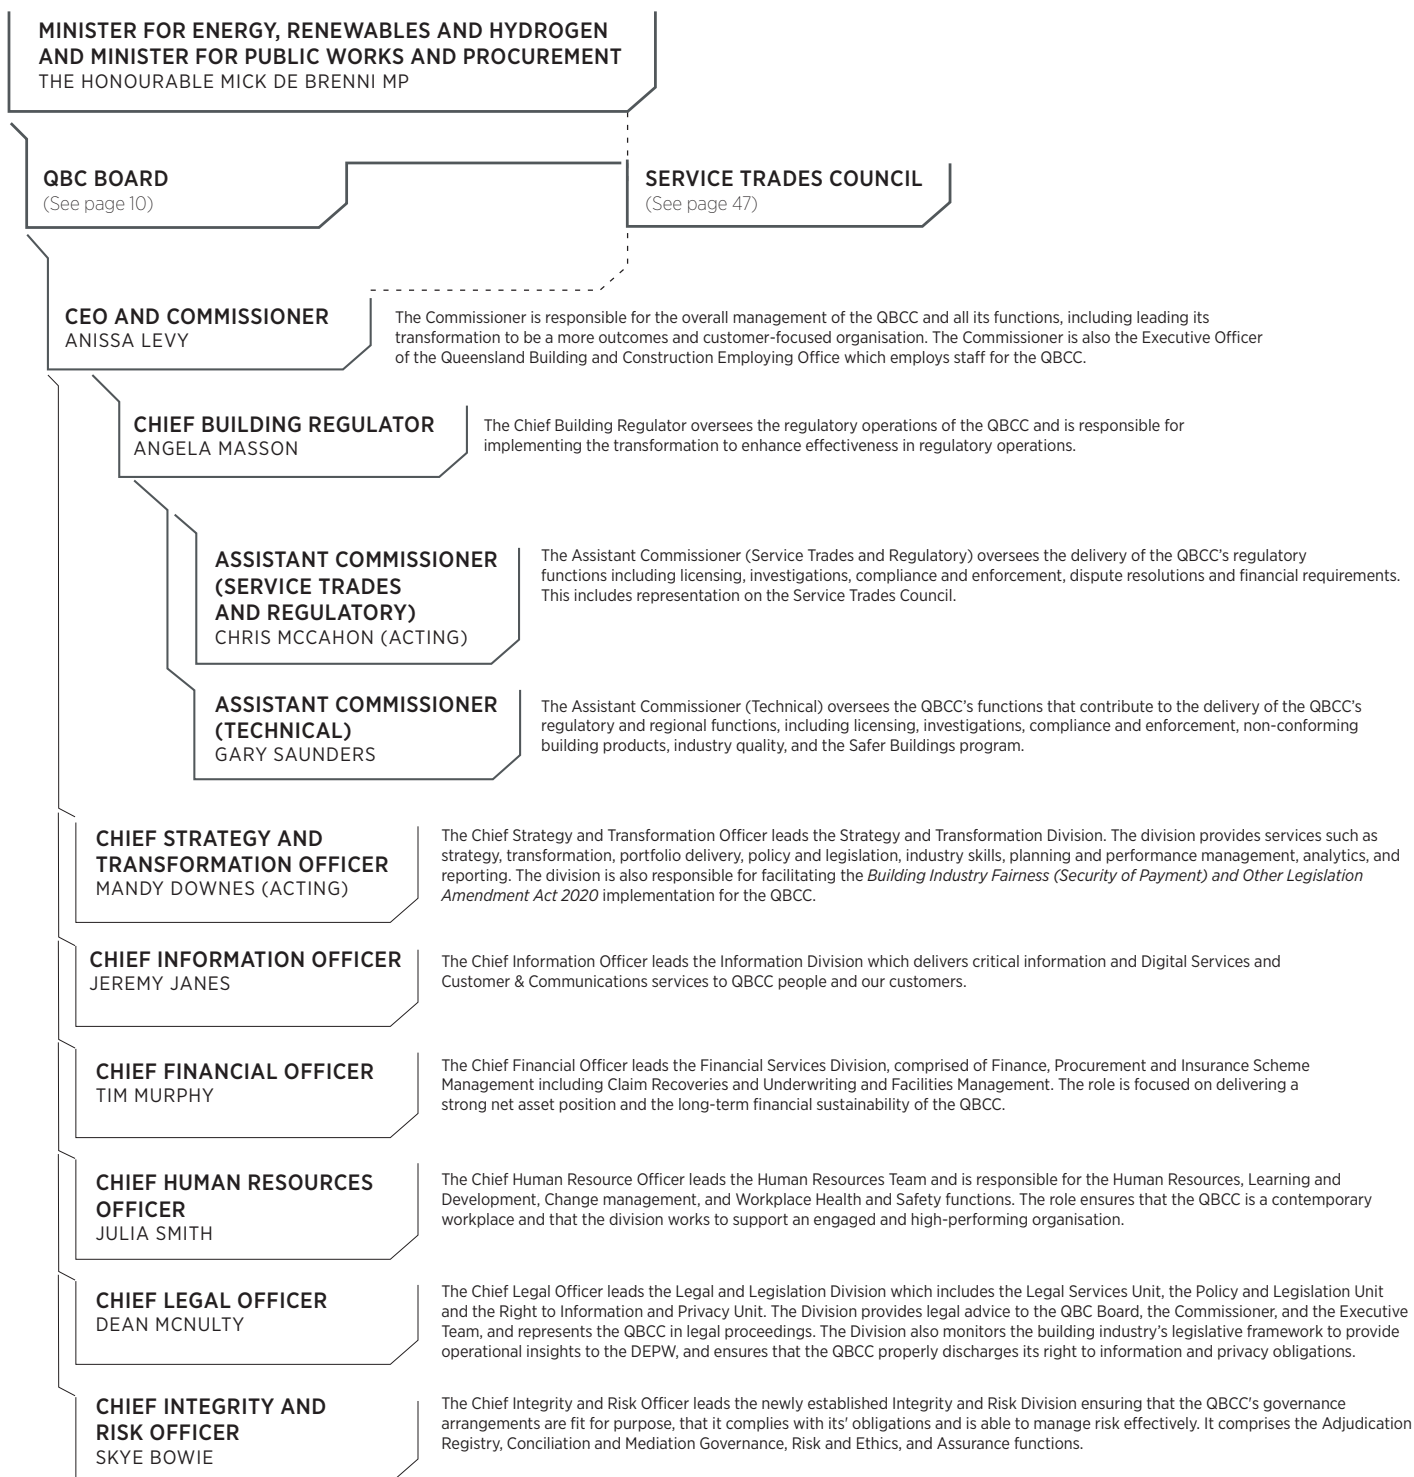 MINISTER FOR ENERGY, RENEWABLES AND HYDROGEN
AND MINISTER FOR PUBLIC WORKS AND PROCUREMENT
THE HONOURABLE MICK DE BRENNI MP
QBC BOARD
(See page 10)
SERVICE TRADES COUNCIL
(See page 47)
CEO AND COMMISSIONER
ANISSA LEVY
The Commissioner is responsible for the overall management of the QBCC and all its functions, including leading its
transformation to be a more outcomes and customer-focused organisation. The Commissioner is also the Executive Officer
of the Queensland Building and Construction Employing Office which employs staff for the QBCC.
CHIEF BUILDING REGULATOR
ANGELA MASSON
The Chief Building Regulator oversees the regulatory operations of the QBCC and is responsible for
implementing the transformation to enhance effectiveness in regulatory operations.
ASSISTANT COMMISSIONER
(SERVICE TRADES
AND REGULATORY)
CHRIS MCCAHON (ACTING)
The Assistant Commissioner (Service Trades and Regulatory) oversees the delivery of the QBCC's regulatory
functions including licensing, investigations, compliance and enforcement, dispute resolutions and financial requirements.
This includes representation on the Service Trades Council.
ASSISTANT COMMISSIONER
(TECHNICAL)
GARY SAUNDERS
The Assistant Commissioner (Technical) oversees the QBCC's functions that contribute to the delivery of the QBCC's
regulatory and regional functions, including licensing, investigations, compliance and enforcement, non-conforming
building products, industry quality, and the Safer Buildings program.
CHIEF STRATEGY AND
TRANSFORMATION OFFICER
MANDY DOWNES (ACTING)
The Chief Strategy and Transformation Officer leads the Strategy and Transformation Division. The division provides services such as
strategy, transformation, portfolio delivery, policy and legislation, industry skills, planning and performance management, analytics, and
reporting. The division is also responsible for facilitating the Building Industry Fairness (Security of Payment) and Other Legislation
Amendment Act 2020 implementation for the QBCC.
CHIEF INFORMATION OFFICER
JEREMY JANES
The Chief Information Officer leads the Information Division which delivers critical information and Digital Services and
Customer & Communications services to QBCC people and our customers.
CHIEF FINANCIAL OFFICER
TIM MURPHY
The Chief Financial Officer leads the Financial Services Division, comprised of Finance, Procurement and Insurance Scheme
Management including Claim Recoveries and Underwriting and Facilities Management. The role is focused on delivering a
strong net asset position and the long-term financial sustainability of the QBCC.
CHIEF HUMAN RESOURCES
OFFICER
JULIA SMITH
The Chief Human Resource Officer leads the Human Resources Team and is responsible for the Human Resources, Learning and
Development, Change management, and Workplace Health and Safety functions. The role ensures that the QBCC is a contemporary
workplace and that the division works to support an engaged and high-performing organisation.
CHIEF LEGAL OFFICER
DEAN MCNULTY
The Chief Legal Officer leads the Legal and Legislation Division which includes the Legal Services Unit, the Policy and Legislation Unit
and the Right to Information and Privacy Unit. The Division provides legal advice to the QBC Board, the Commissioner, and the Executive
Team, and represents the QBCC in legal proceedings. The Division also monitors the building industry's legislative framework to provide
operational insights to the DEPW, and ensures that the QBCC properly discharges its right to information and privacy obligations.
CHIEF INTEGRITY AND
RISK OFFICER
SKYE BOWIE
The Chief Integrity and Risk Officer leads the newly established Integrity and Risk Division ensuring that the QBCC's governance
arrangements are fit for purpose, that it complies with its' obligations and is able to manage risk effectively. It comprises the Adjudication
Registry, Conciliation and Mediation Governance, Risk and Ethics, and Assurance functions.